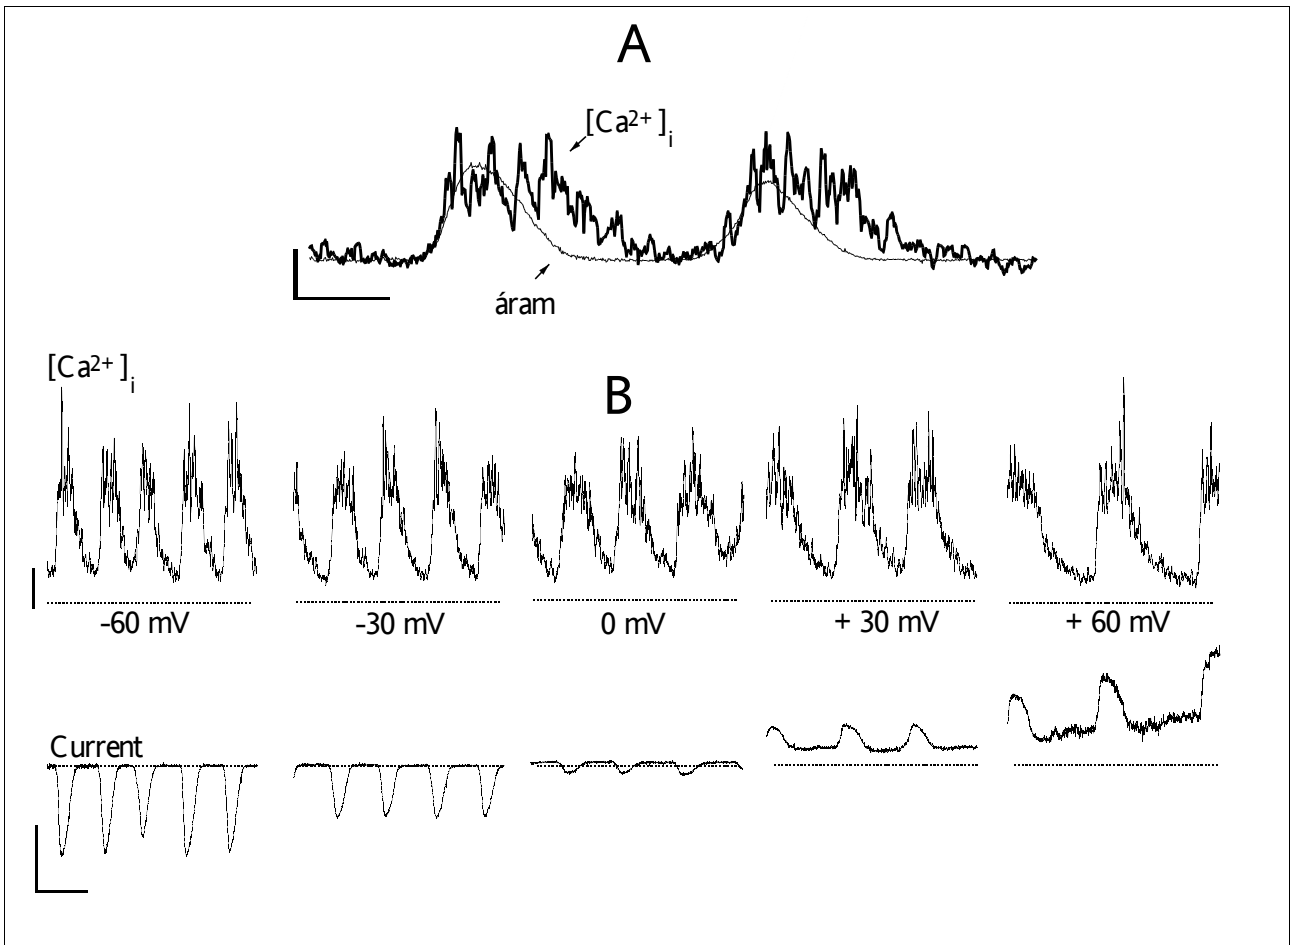 A
[Ca2+]i
áram
[Ca2+]i
B
-60 mV
-30 mV
0 mV
+ 30 mV
+ 60 mV
Current